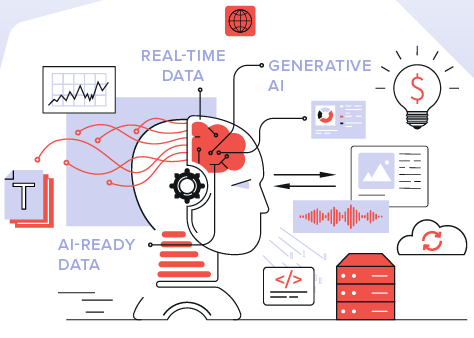 REAL-TIME
DATA
GENERATIVE
AI
$
T
AI-READY
DATA
</>